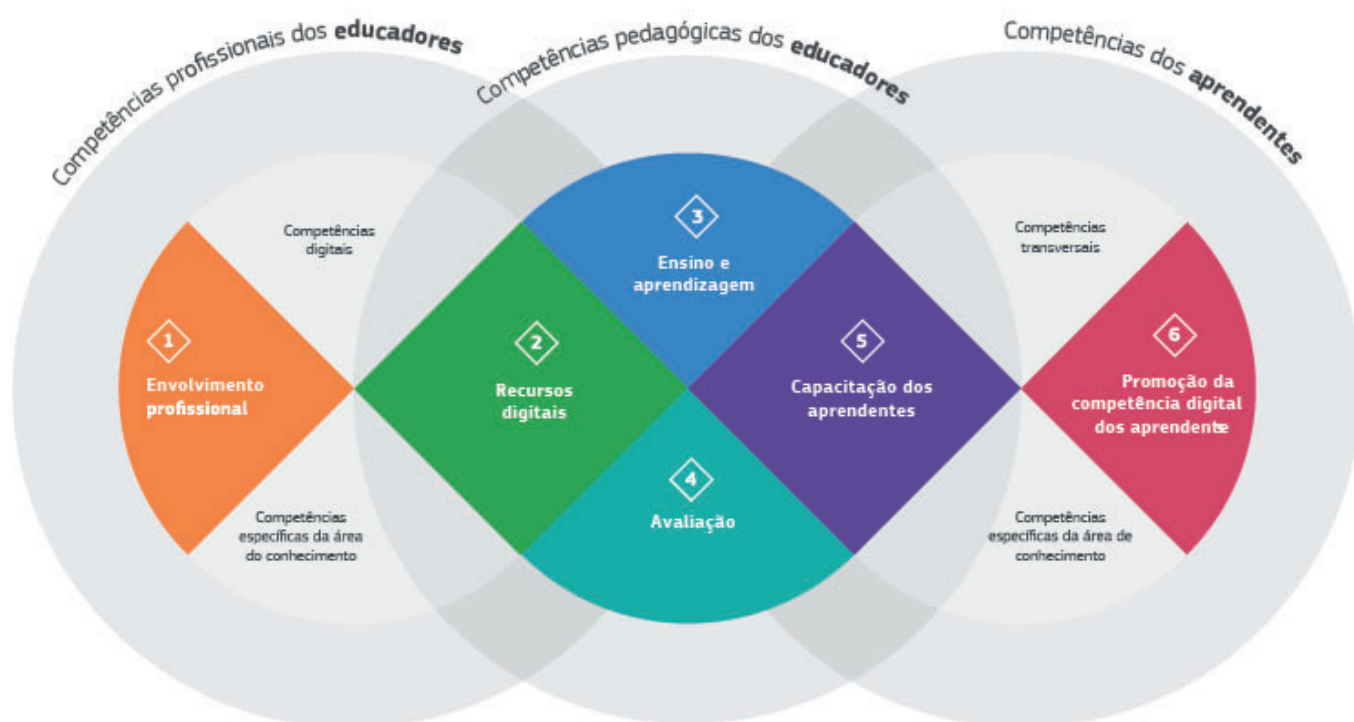 Competências profissionais dos educadores
Competências pedagógicas dos educadores
Competências dos aprendentes
Competências
digitais
3
Ensino e
aprendizagem
Competências
transversais
1
Envolvimento
profissional
2
Recursos
digitais
5
Capacitação dos
aprendentes
6
Promoção da
competência digital
dos aprendentse
4
Avaliação
Competências
específicas da área
do conhecimento
Competências
específicas da área de
conhecimento